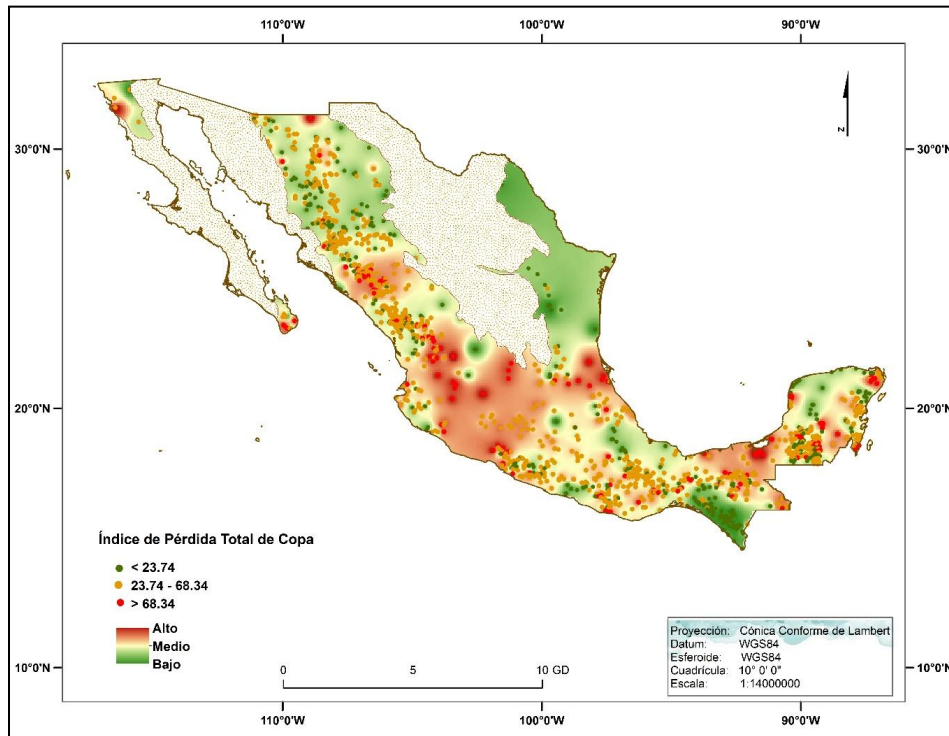 110°0'W 100°0'W 90°0'W
30°0'N 30°0'N
20°0'N 20°0'N
10°0'N 10°0'N
N
Índice de Pérdida Total de Copa
< 23.74
23.74 - 68.34
> 68.34
Alto
Medio
Bajo
0 5 10 GD
Proyección: Cónica Conforme de Lambert
Datum: WGS84
Esferoide: WGS84
Cuadrícula: 10° 0' 0"
Escala: 1:14000000
110°0'W 100°0'W 90°0'W